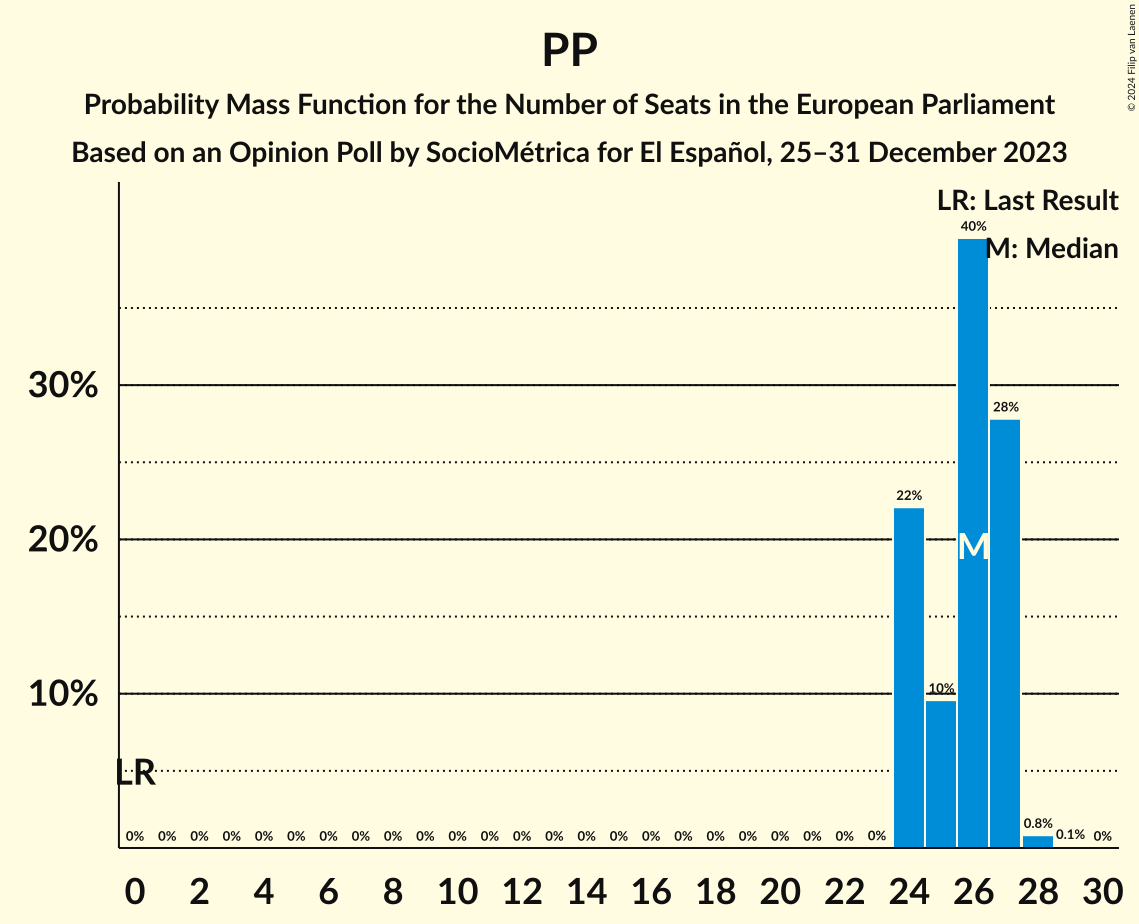 PP
Probability Mass Function for the Number of Seats in the European Parliament
Based on an Opinion Poll by SocioMétrica for El Español, 25–31 December 2023
© 2024 Filip van Laenen
LR: Last Result
M: Median
40%
30%
28%
22%
20%
M
10%
10%
LR
0% 0% 0% 0% 0% 0% 0% 0% 0% 0% 0% 0% 0% 0% 0% 0% 0% 0% 0% 0% 0% 0% 0% 0% 0.8% 0.1% 0%
0 2 4 6 8 10 12 14 16 18 20 22 24 26 28 30